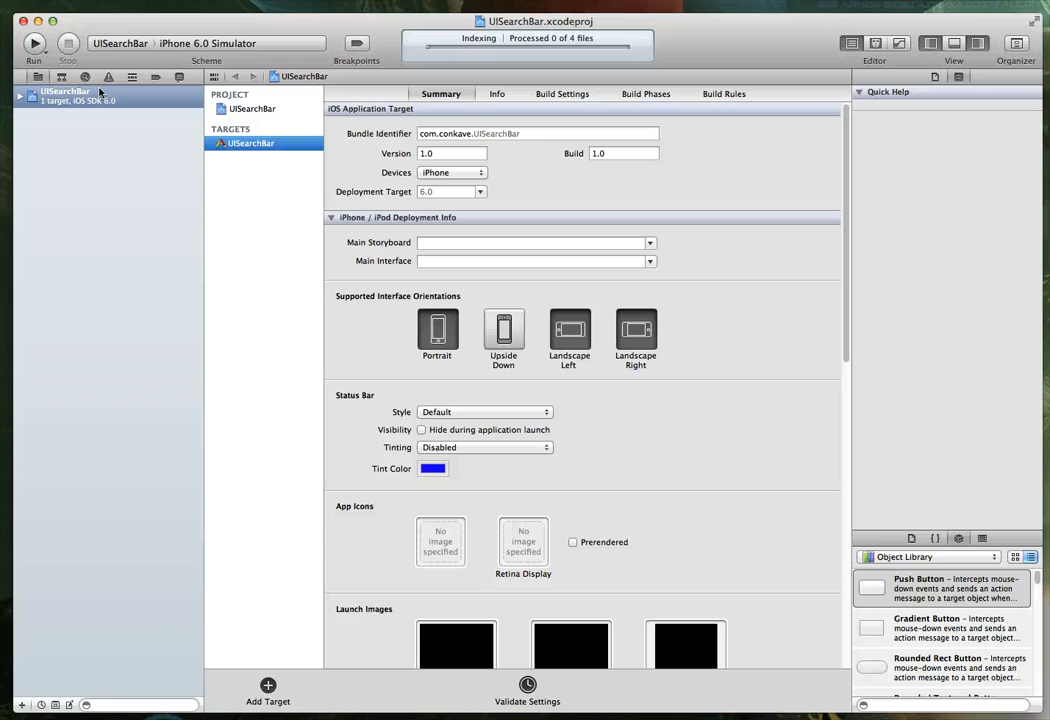 UISearchBar.xcodeproj
UISearchBar › iPhone 6.0 Simulator
Indexing | Processed 0 of 4 files
Run
Stop
Scheme
Breakpoints
Editor
View
Organizer
UISearchBar
1 target, iOS SDK 6.0
UISearchBar
PROJECT
UISearchBar
TARGETS
UISearchBar
Summary
Info
Build Settings
Build Phases
Build Rules
iOS Application Target
Bundle Identifier com.conkave.UISearchBar
Version 1.0
Build 1.0
Devices iPhone
Deployment Target 6.0
iPhone / iPod Deployment Info
Main Storyboard
Main Interface
Supported Interface Orientations
Portrait
Upside
Down
Landscape
Left
Landscape
Right
Status Bar
Style Default
Visibility Hide during application launch
Tinting Disabled
Tint Color
App Icons
No
image
specified
No
image
specified
Prerendered
Retina Display
Launch Images
Add Target
Validate Settings
Quick Help
Object Library
Push Button – Intercepts mouse-
down events and sends an action
message to a target object when...
Gradient Button – Intercepts
mouse-down events and sends an
action message to a target object...
Rounded Rect Button – Intercepts
mouse-down events and sends an
action message to a target object...